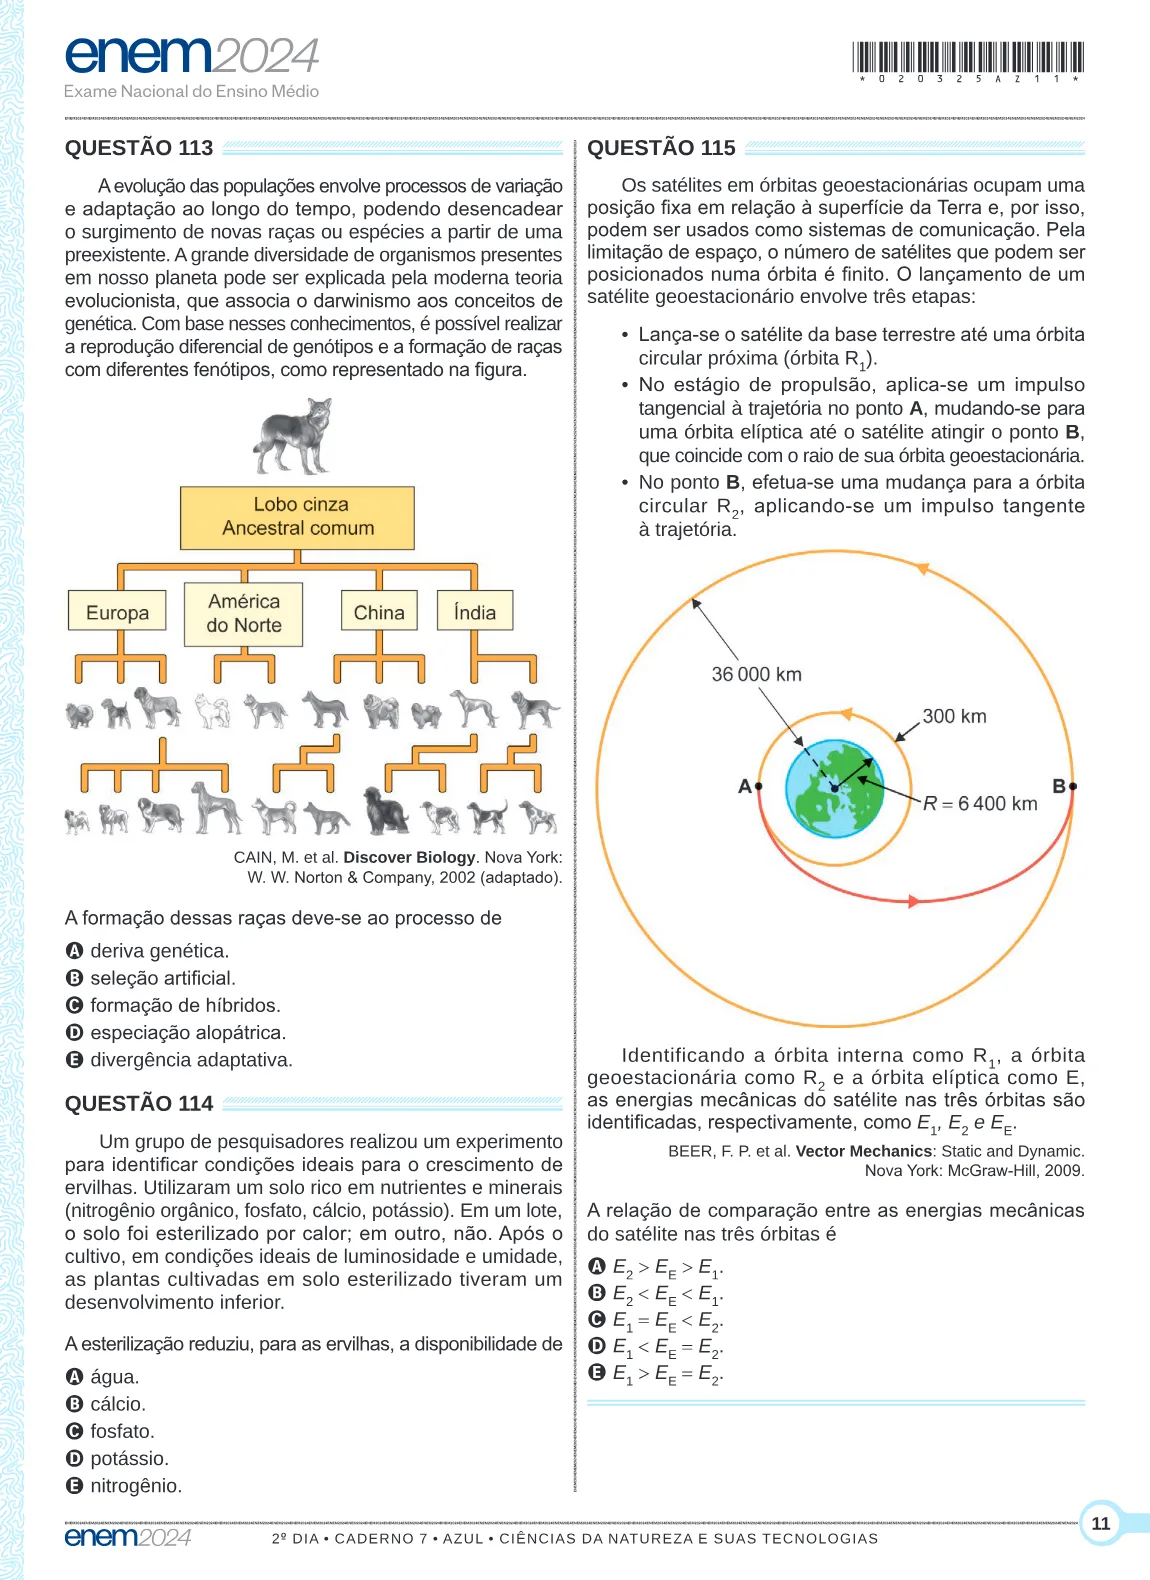 enem2024
Exame Nacional do Ensino Médio
*020325AZ11*
QUESTÃO 113
A evolução das populações envolve processos de variação
e adaptação ao longo do tempo, podendo desencadear
o surgimento de novas raças ou espécies a partir de uma
preexistente. A grande diversidade de organismos presentes
em nosso planeta pode ser explicada pela moderna teoria
evolucionista, que associa o darwinismo aos conceitos de
genética. Com base nesses conhecimentos, é possível realizar
a reprodução diferencial de genótipos e a formação de raças
com diferentes fenótipos, como representado na figura.
Lobo cinza
Ancestral comum
Europa
América
do Norte
China
Índia
CAIN, M. et al. Discover Biology. Nova York:
W. W. Norton & Company, 2002 (adaptado).
A formação dessas raças deve-se ao processo de
A deriva genética.
B seleção artificial.
C formação de híbridos.
D especiação alopátrica.
E divergência adaptativa.
QUESTÃO 114
Um grupo de pesquisadores realizou um experimento
para identificar condições ideais para o crescimento de
ervilhas. Utilizaram um solo rico em nutrientes e minerais
(nitrogênio orgânico, fosfato, cálcio, potássio). Em um lote,
o solo foi esterilizado por calor; em outro, não. Após o
cultivo, em condições ideais de luminosidade e umidade,
as plantas cultivadas em solo esterilizado tiveram um
desenvolvimento inferior.
A esterilização reduziu, para as ervilhas, a disponibilidade de
A água.
B cálcio.
C fosfato.
D potássio.
E nitrogênio.
QUESTÃO 115
Os satélites em órbitas geoestacionárias ocupam uma
posição fixa em relação à superfície da Terra e, por isso,
podem ser usados como sistemas de comunicação. Pela
limitação de espaço, o número de satélites que podem ser
posicionados numa órbita é finito. O lançamento de um
satélite geoestacionário envolve três etapas:
• Lança-se o satélite da base terrestre até uma órbita
circular próxima (órbita R1).
• No estágio de propulsão, aplica-se um impulso
tangencial à trajetória no ponto A, mudando-se para
uma órbita elíptica até o satélite atingir o ponto B,
que coincide com o raio de sua órbita geoestacionária.
• No ponto B, efetua-se uma mudança para a órbita
circular R2, aplicando-se um impulso tangente
à trajetória.
36 000 km
300 km
A
B
R = 6 400 km
Identificando a órbita interna como R1, a órbita
geoestacionária como R2 e a órbita elíptica como E,
as energias mecânicas do satélite nas três órbitas são
identificadas, respectivamente, como E1, E2 e EE.
BEER, F. P. et al. Vector Mechanics: Static and Dynamic.
Nova York: McGraw-Hill, 2009.
A relação de comparação entre as energias mecânicas
do satélite nas três órbitas é
A E2 > EE > E1.
B E2 < EE < E1.
C E1 = EE < E2.
D E1 < EE = E2.
E E1 > EE = E2.
enem2024
2º DIA • CADERNO 7 • AZUL • CIÊNCIAS DA NATUREZA E SUAS TECNOLOGIAS
11